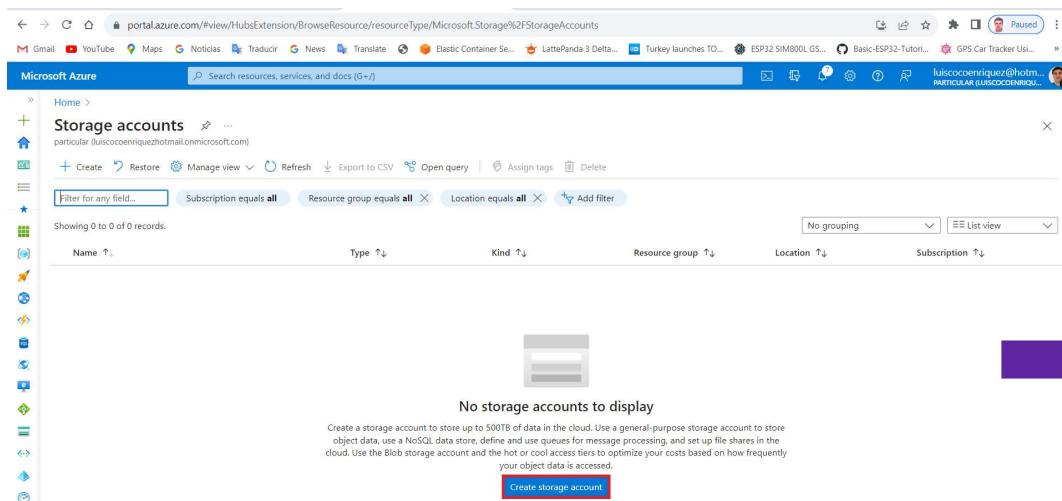 portal.azure.com/#view/HubsExtension/BrowseResource/resourceType/Microsoft.Storage%2FStorageAccounts
Paused
Gmail YouTube Maps Noticias Traducir News Translate Elastic Container Se... LattePanda 3 Delta... Turkey launches TO... ESP32 SIM800L GS... Basic-ESP32-Tutori... GPS Car Tracker Usi... »
Microsoft Azure
Search resources, services, and docs (G+/)
7
luiscocoenriquez@hotm...
PARTICULAR (LUISCOCOENRIQU...
Home >
Storage accounts ...
particular (luiscocoenriquezhotmail.onmicrosoft.com)
Create Restore Manage view Refresh Export to CSV Open query Assign tags Delete
Filter for any field... Subscription equals all Resource group equals all Location equals all Add filter
Showing 0 to 0 of 0 records.
No grouping List view
Name Type Kind Resource group Location Subscription
No storage accounts to display
Create a storage account to store up to 500TB of data in the cloud. Use a general-purpose storage account to store
object data, use a NoSQL data store, define and use queues for message processing, and set up file shares in the
cloud. Use the Blob storage account and the hot or cool access tiers to optimize your costs based on how frequently
your object data is accessed.
Create storage account